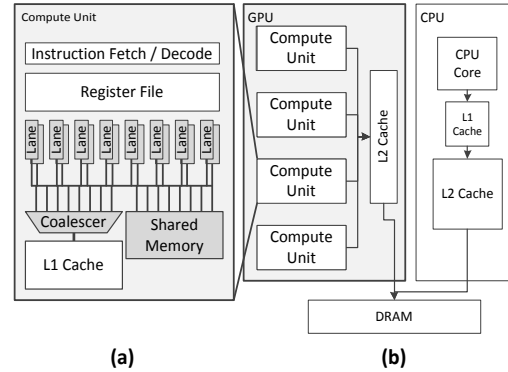 Compute Unit
Instruction Fetch / Decode
Register File
Lane
Lane
Lane
Lane
Lane
Lane
Lane
Lane
Coalescer
Shared
Memory
L1 Cache
(a)
GPU
Compute
Unit
Compute
Unit
Compute
Unit
Compute
Unit
L2 Cache
CPU
CPU
Core
L1
Cache
L2 Cache
DRAM
(b)